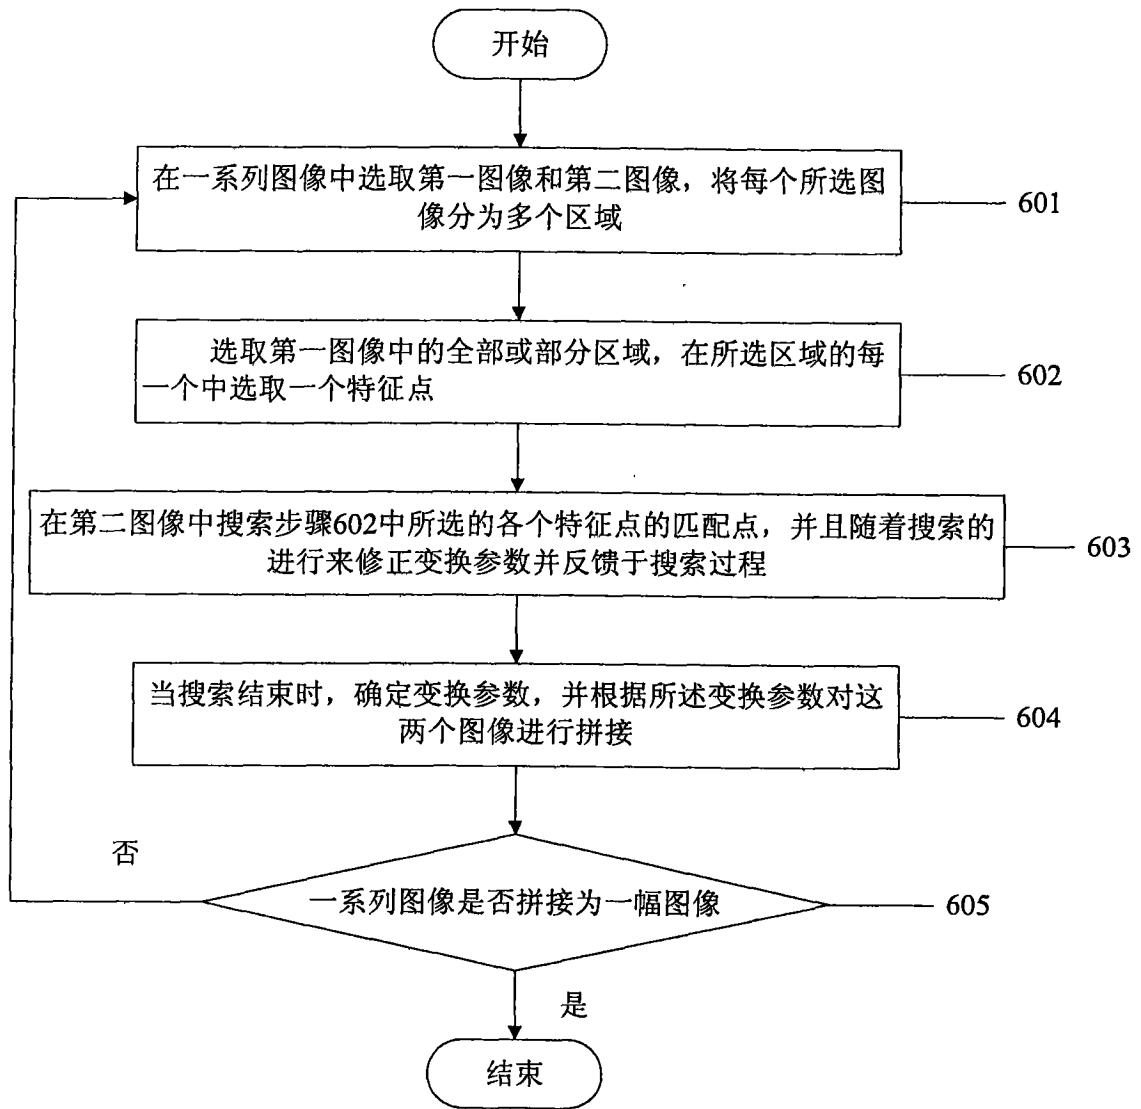 开始
在一系列图像中选取第一图像和第二图像，将每个所选图
像分为多个区域
601
选取第一图像中的全部或部分区域，在所选区域的每
一个中选取一个特征点
602
在第二图像中搜索步骤602中所选的各个特征点的匹配点，并且随着搜索的
进行来修正变换参数并反馈于搜索过程
603
当搜索结束时，确定变换参数，并根据所述变换参数对这
两个图像进行拼接
604
否
一系列图像是否拼接为一幅图像
605
是
结束